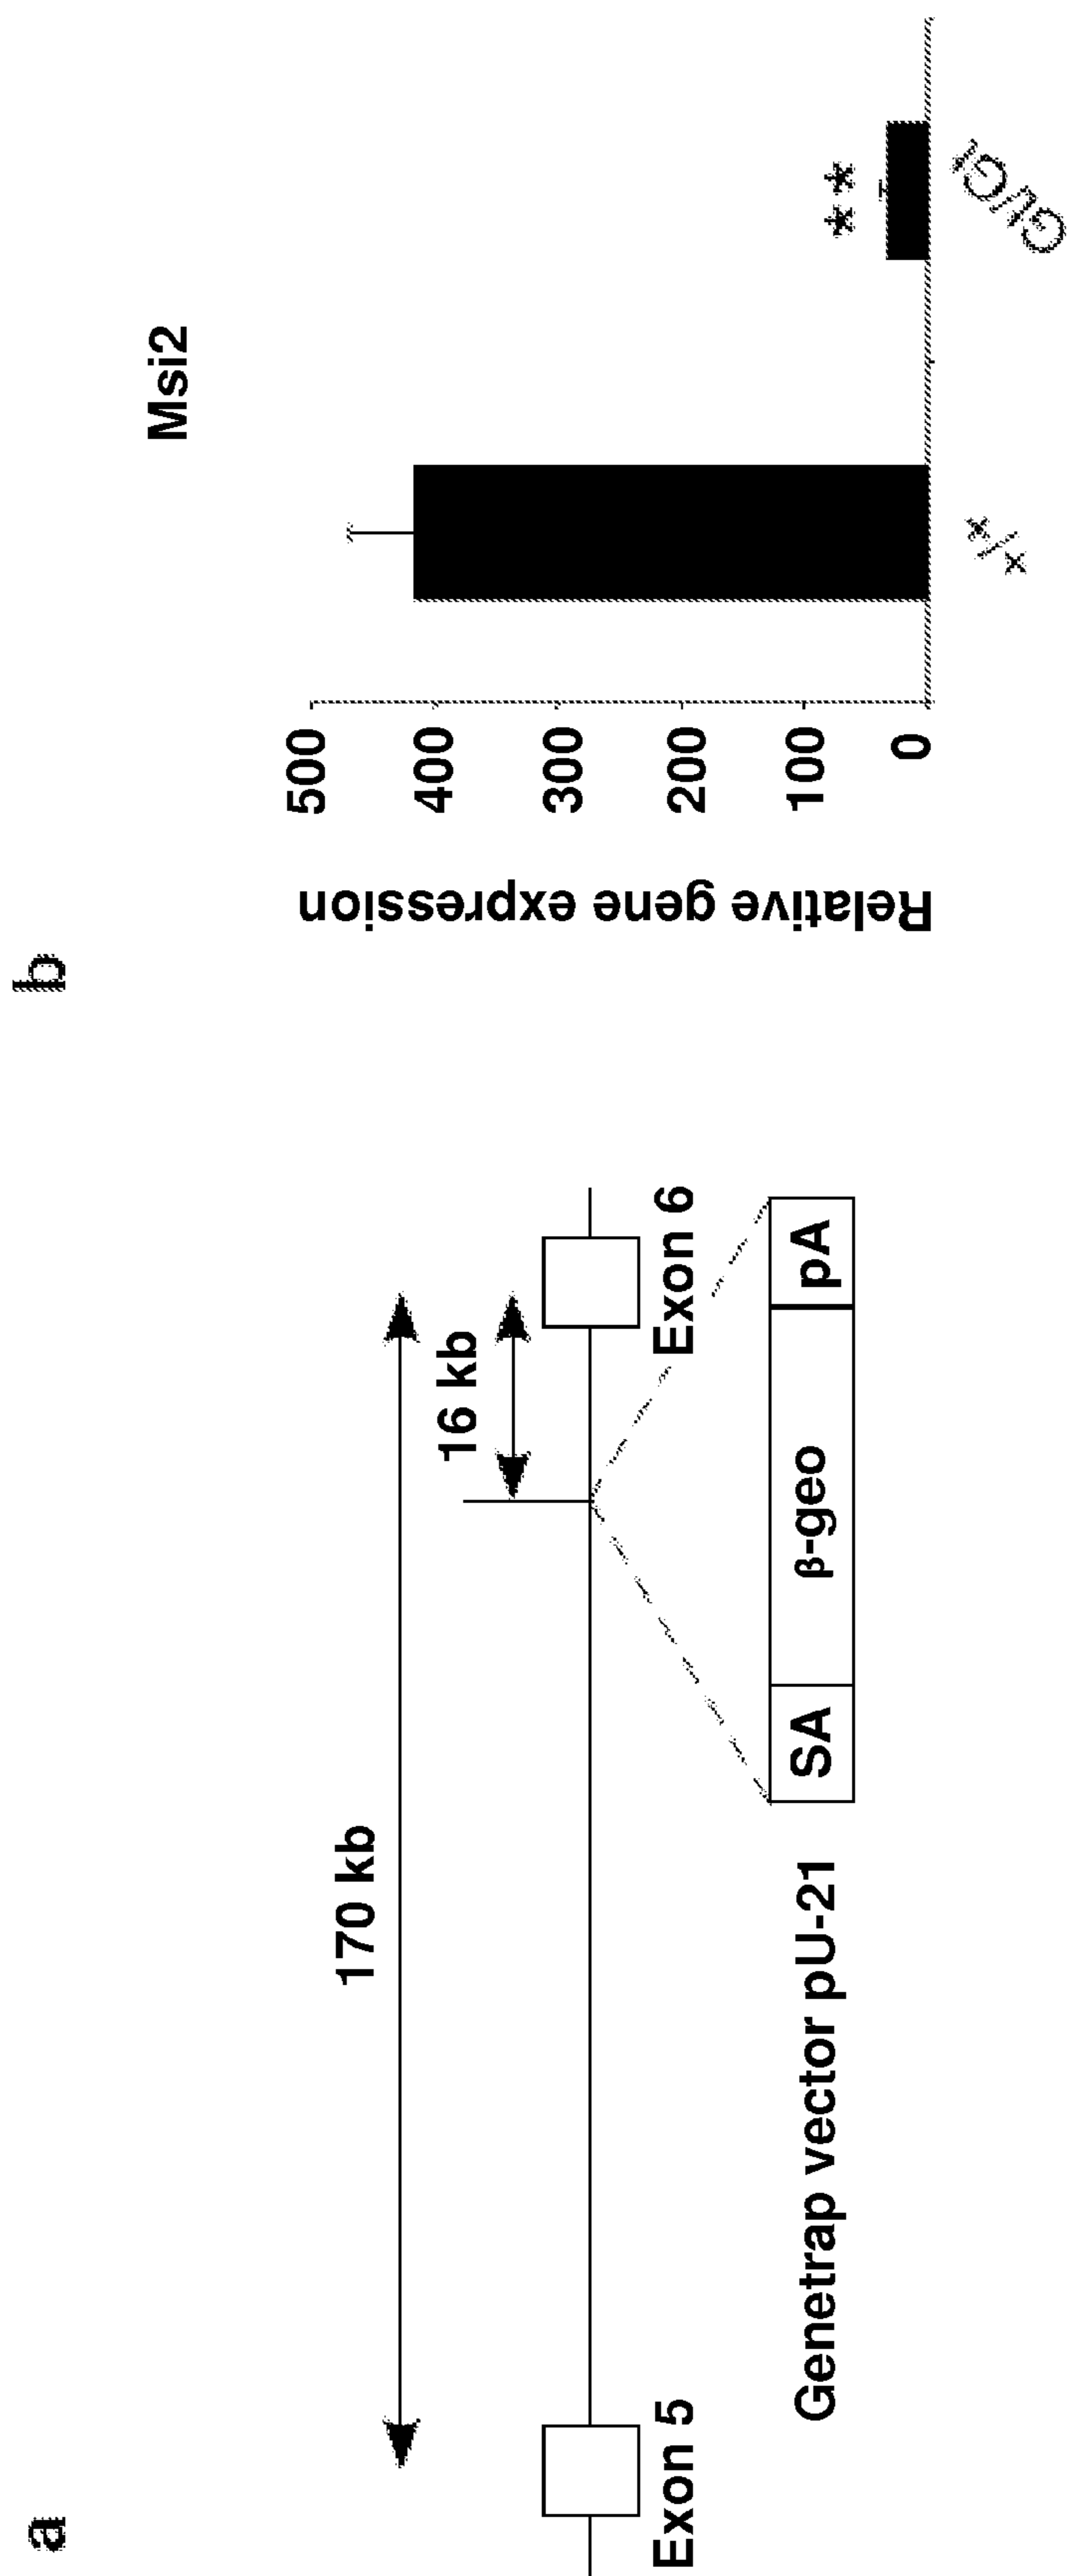 a
170 kb
16 kb
Exon 5
Exon 6
Genetrap vector pU-21
SA
β-geo
pA
b
Msi2
Relative gene expression
500
400
300
200
100
0
+/+
Gt/Gt
**